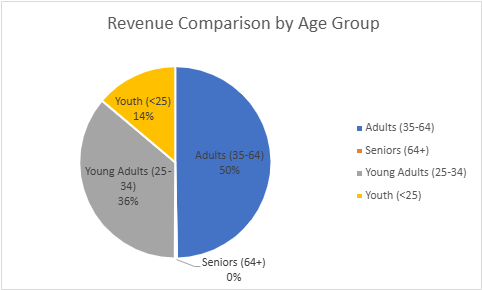 Revenue Comparison by Age Group
Youth (<25)
14%
Adults (35-64)
50%
Young Adults (25-
34)
36%
Seniors (64+)
0%
Adults (35-64)
Seniors (64+)
Young Adults (25-34)
Youth (<25)